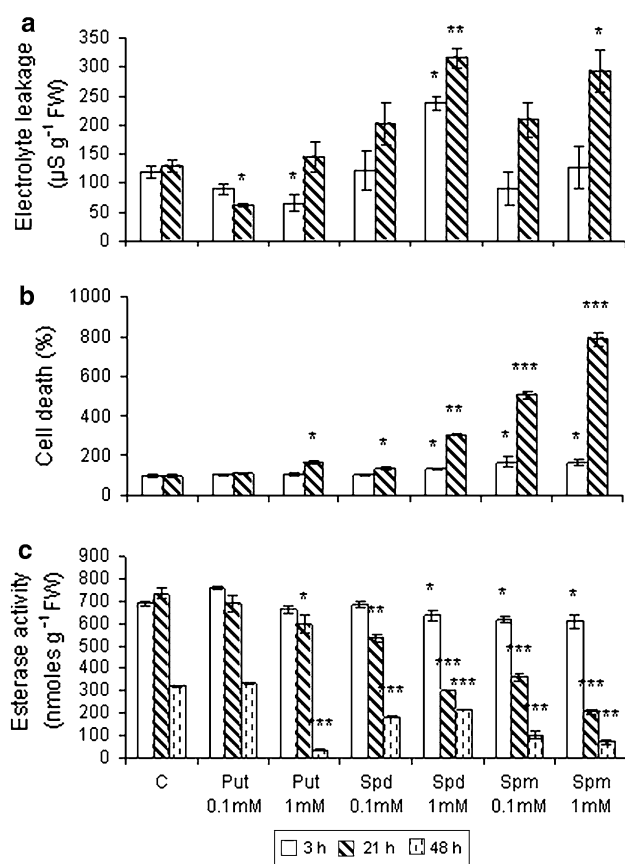 a
Electrolyte leakage
(µS g⁻¹ FW)
350
300
250
200
150
100
50
0
*
*
*
**
*
b
Cell death (%)
1000
800
600
400
200
0
*
*
*
**
*
***
*
***
c
Esterase activity
(nmoles g⁻¹ FW)
900
800
700
600
500
400
300
200
100
0
*
***
**
***
*
***
***
*
***
***
*
***
***
C
Put
0.1mM
Put
1mM
Spd
0.1mM
Spd
1mM
Spm
0.1mM
Spm
1mM
3 h
21 h
48 h